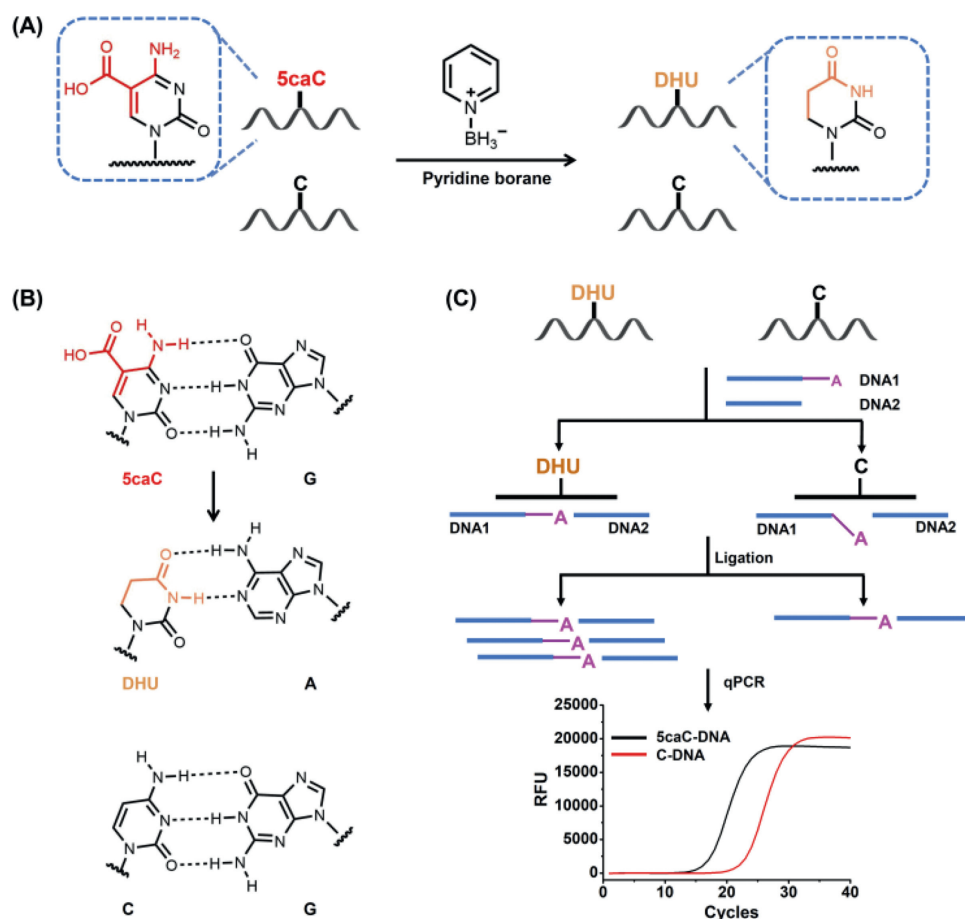 (A)
O
NH2
HO
N
N
O
5caC
C
N+
BH3−
Pyridine borane
DHU
C
O
NH
N
O
(B)
O
H
HO
N H
O
N
N
H N
N
N
N
O
H N
H
5caC
G
H
O
H N
N
N H
N
N
N
O
DHU
A
H
N H
O
N
N
H N
N
N
N
O
H N
H
C
G
(C)
DHU
C
A DNA1
DNA2
DHU
C
A
DNA1
DNA2
DNA1
DNA2
A
Ligation
A
A
A
A
qPCR
25000
20000
15000
10000
5000
0
RFU
5caC-DNA
C-DNA
0 10 20 30 40
Cycles